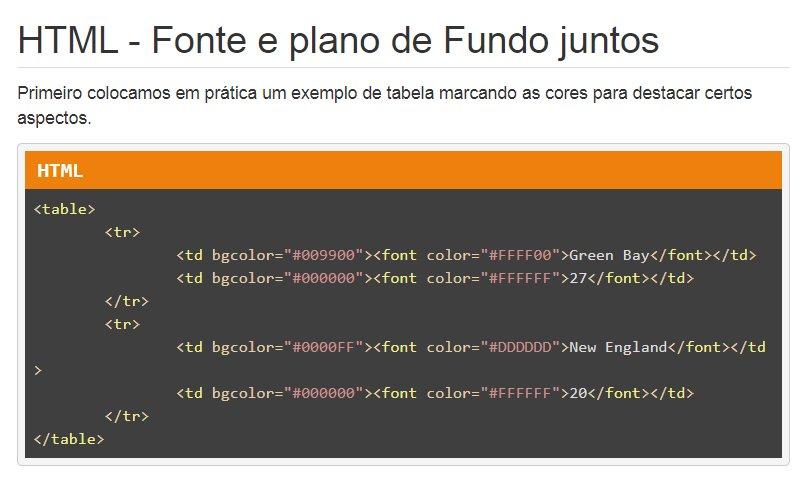 HTML - Fonte e plano de Fundo juntos
Primeiro colocamos em prática um exemplo de tabela marcando as cores para destacar certos
aspectos.
HTML
<table>
<tr>
<td bgcolor="#009900"><font color="#FFFF00">Green Bay</font></td>
<td bgcolor="#000000"><font color="#FFFFFF">27</font></td>
</tr>
<tr>
<td bgcolor="#0000FF"><font color="#DDDDDD">New England</font></td
>
<td bgcolor="#000000"><font color="#FFFFFF">20</font></td>
</tr>
</table>